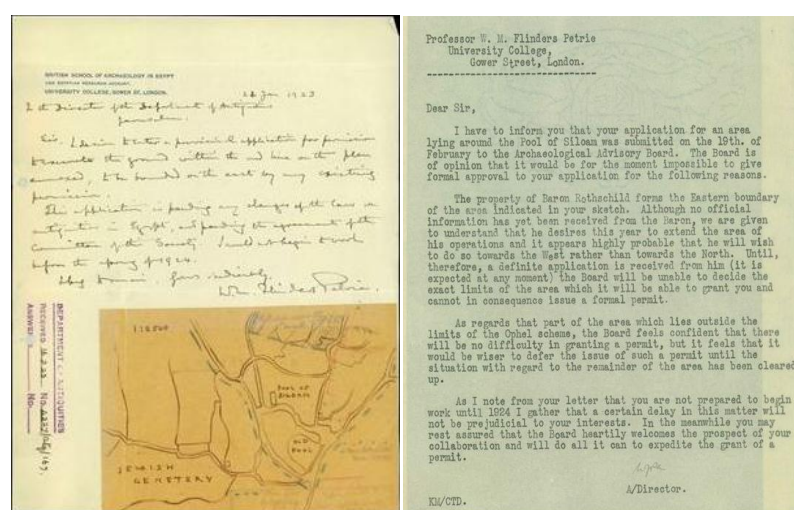 BRITISH SCHOOL OF ARCHAEOLOGY IN EGYPT
AND EGYPTIAN RESEARCH ACCOUNT,
UNIVERSITY COLLEGE, GOWER ST, LONDON.
22 Jan 1923
To the Director of the Department of Antiquities
Jerusalem.
Sir. I desire to enter a provisional application for permission
to excavate the ground within the red line on the plan
annexed, to be bounded on the east by any existing
permission.
This application is pending any changes of the laws on
antiquities in Egypt, and pending the agreement of the
Committee of the Society. I would not begin to work
before the spring of 1924.
Yours
Wm. Flinders Petrie.
DEPARTMENT OF ANTIQUITIES
RECEIVED
No.
ANSWERED
No.
1:2500
POOL OF
SILOAM
OLD
POOL
JEWISH
CEMETERY
Professor W. M. Flinders Petrie
University College,
Gower Street, London.
Dear Sir,
I have to inform you that your application for an area
lying around the Pool of Siloam was submitted on the 19th. of
February to the Archaeological Advisory Board. The Board is
of opinion that it would be for the moment impossible to give
formal approval to your application for the following reasons.
The property of Baron Rothschild forms the Eastern boundary
of the area indicated in your sketch. Although no official
information has yet been received from the Baron, we are given
to understand that he desires this year to extend the area of
his operations and it appears highly probable that he will wish
to do so towards the West rather than towards the North. Until,
therefore, a definite application is received from him (it is
expected at any moment) the Board will be unable to decide the
exact limits of the area which it will be able to grant you and
cannot in consequence issue a formal permit.
As regards that part of the area which lies outside the
limits of the Ophel scheme, the Board feels confident that there
will be no difficulty in granting a permit, but it feels that it
would be wiser to defer the issue of such a permit until the
situation with regard to the remainder of the area has been cleared
up.
As I note from your letter that you are not prepared to begin
work until 1924 I gather that a certain delay in this matter will
not be prejudicial to your interests. In the meanwhile you may
rest assured that the Board heartily welcomes the prospect of your
collaboration and will do all it can to expedite the grant of a
permit.
A/Director.
KM/CTD.